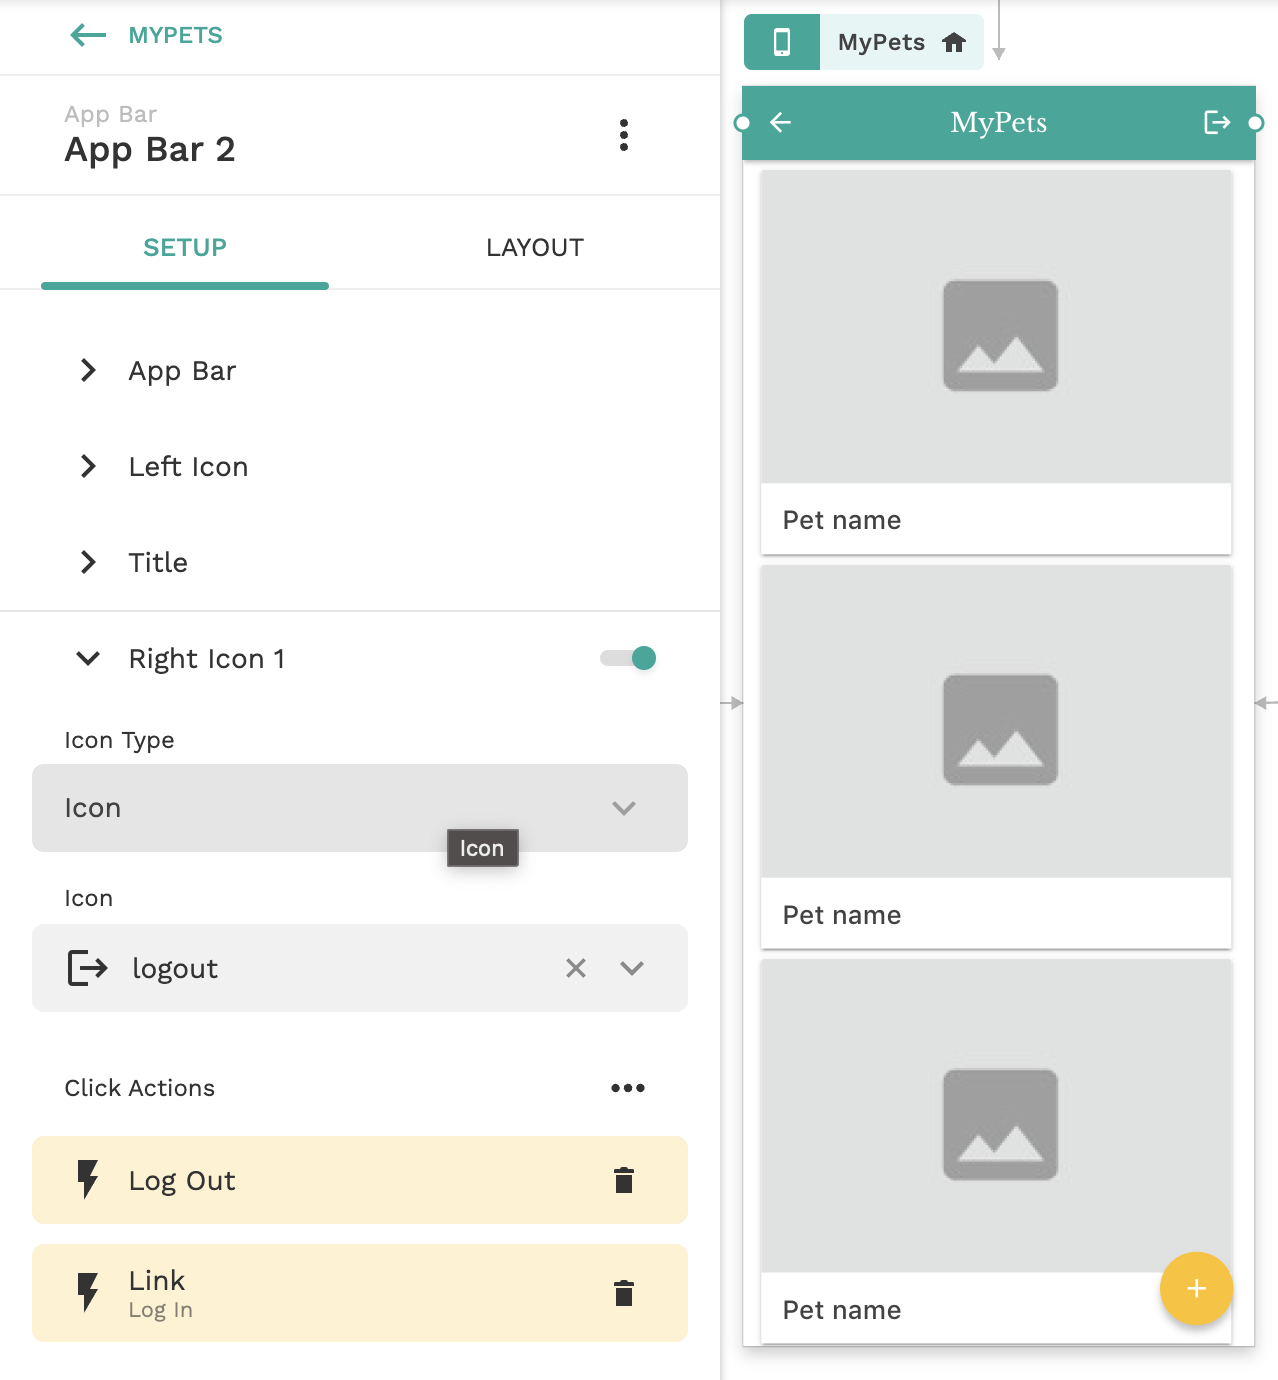 MYPETS
App Bar
App Bar 2
SETUP
LAYOUT
App Bar
Left Icon
Title
Right Icon 1
Icon Type
Icon
Icon
Icon
logout
Click Actions
Log Out
Link
Log In
MyPets
MyPets
Pet name
Pet name
Pet name